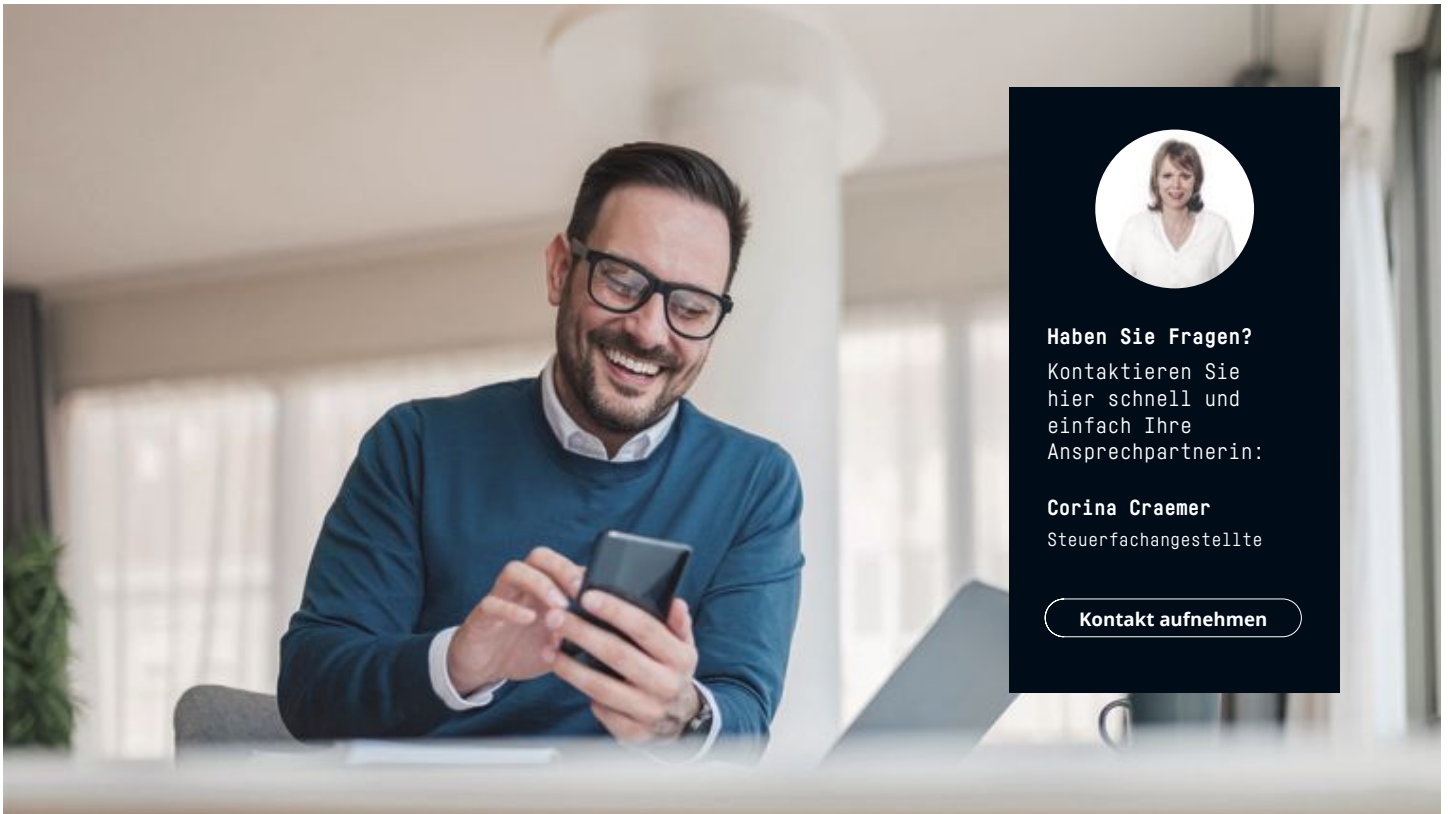 Haben Sie Fragen?
Kontaktieren Sie
hier schnell und
einfach Ihre
Ansprechpartnerin:
Corina Craemer
Steuerfachangestellte
Kontakt aufnehmen